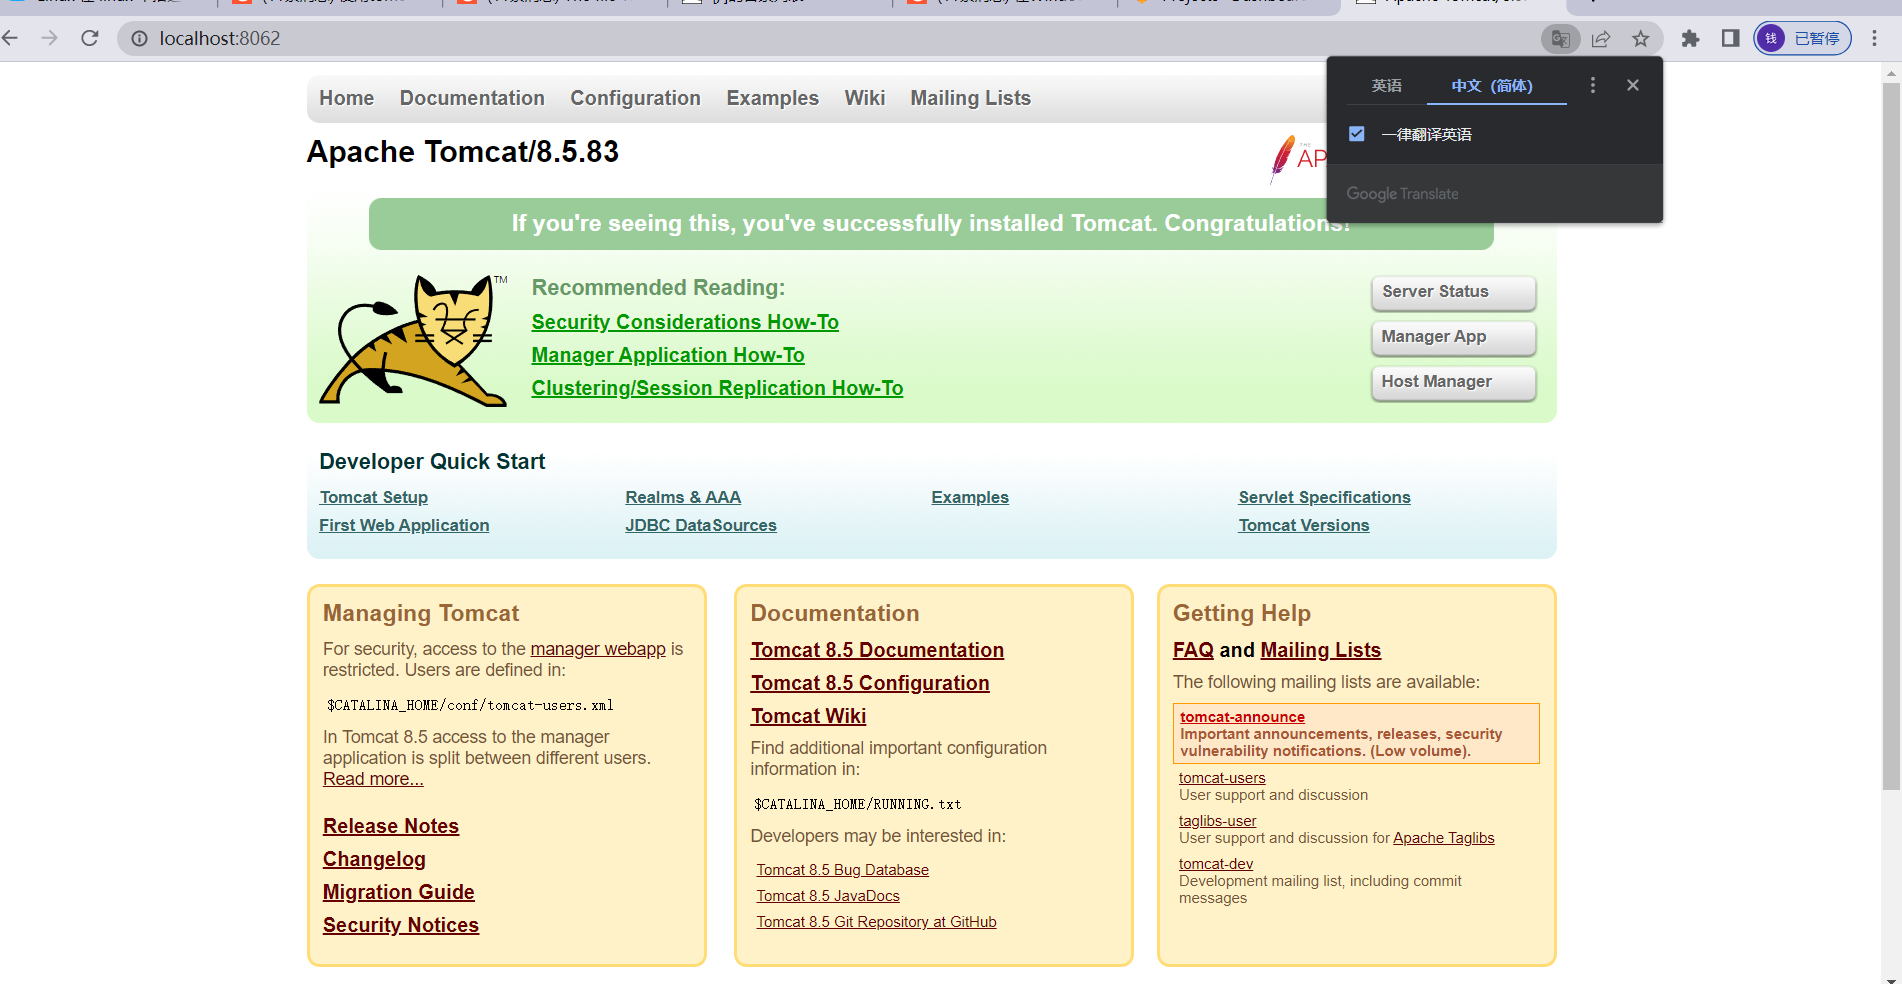 localhost:8062
钱 已暂停
英语 中文（简体）
一律翻译英语
Google Translate
Home Documentation Configuration Examples Wiki Mailing Lists
Apache Tomcat/8.5.83
THE
AP
If you're seeing this, you've successfully installed Tomcat. Congratulations!
TM
Recommended Reading:
Security Considerations How-To
Manager Application How-To
Clustering/Session Replication How-To
Server Status
Manager App
Host Manager
Developer Quick Start
Tomcat Setup
First Web Application
Realms & AAA
JDBC DataSources
Examples
Servlet Specifications
Tomcat Versions
Managing Tomcat
For security, access to the manager webapp is
restricted. Users are defined in:
$CATALINA_HOME/conf/tomcat-users.xml
In Tomcat 8.5 access to the manager
application is split between different users.
Read more...
Release Notes
Changelog
Migration Guide
Security Notices
Documentation
Tomcat 8.5 Documentation
Tomcat 8.5 Configuration
Tomcat Wiki
Find additional important configuration
information in:
$CATALINA_HOME/RUNNING.txt
Developers may be interested in:
Tomcat 8.5 Bug Database
Tomcat 8.5 JavaDocs
Tomcat 8.5 Git Repository at GitHub
Getting Help
FAQ and Mailing Lists
The following mailing lists are available:
tomcat-announce
Important announcements, releases, security
vulnerability notifications. (Low volume).
tomcat-users
User support and discussion
taglibs-user
User support and discussion for Apache Taglibs
tomcat-dev
Development mailing list, including commit
messages